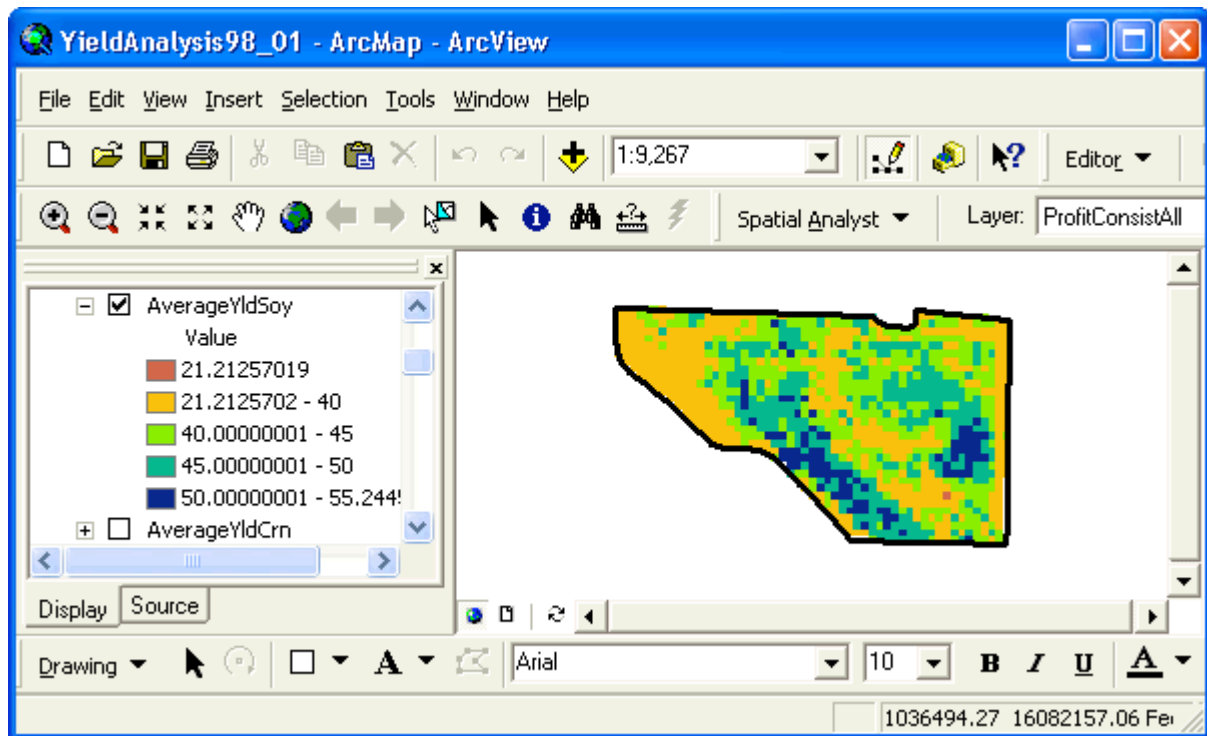 YieldAnalysis98_01 - ArcMap - ArcView
File Edit View Insert Selection Tools Window Help
1:9,267
Editor
Spatial Analyst
Layer: ProfitConsistAll
AverageYldSoy
Value
21.21257019
21.2125702 - 40
40.00000001 - 45
45.00000001 - 50
50.00000001 - 55.244
AverageYldCrn
Display Source
Drawing A Arial 10 B I U A
1036494.27 16082157.06